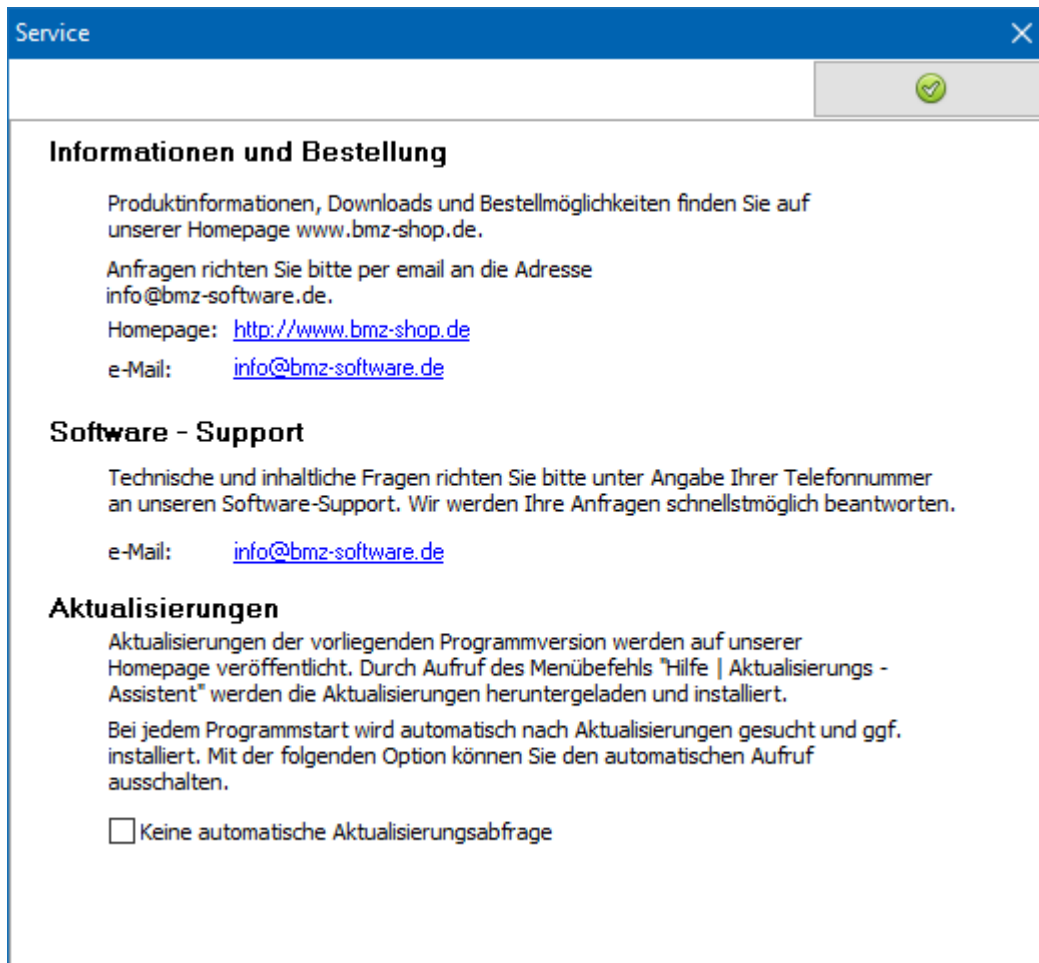 Service
Informationen und Bestellung
Produktinformationen, Downloads und Bestellmöglichkeiten finden Sie auf
unserer Homepage www.bmz-shop.de.
Anfragen richten Sie bitte per email an die Adresse
info@bmz-software.de.
Homepage: http://www.bmz-shop.de
e-Mail: info@bmz-software.de
Software - Support
Technische und inhaltliche Fragen richten Sie bitte unter Angabe Ihrer Telefonnummer
an unseren Software-Support. Wir werden Ihre Anfragen schnellstmöglich beantworten.
e-Mail: info@bmz-software.de
Aktualisierungen
Aktualisierungen der vorliegenden Programmversion werden auf unserer
Homepage veröffentlicht. Durch Aufruf des Menübefehls "Hilfe | Aktualisierungs -
Assistent" werden die Aktualisierungen heruntergeladen und installiert.
Bei jedem Programmstart wird automatisch nach Aktualisierungen gesucht und ggf.
installiert. Mit der folgenden Option können Sie den automatischen Aufruf
ausschalten.
Keine automatische Aktualisierungsabfrage